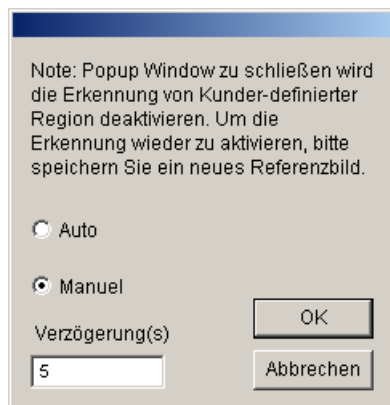 Note: Popup Window zu schließen wird
die Erkennung von Kunder-definierter
Region deaktivieren. Um die
Erkennung wieder zu aktivieren, bitte
speichern Sie ein neues Referenzbild.
Auto
Manuel
Verzögerung(s)
5
OK
Abbrechen